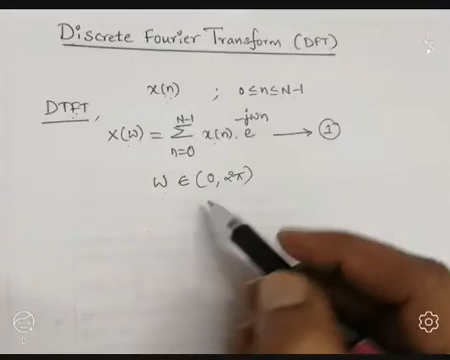 Discrete Fourier Transform (DFT)
x(n) ; 0≤n≤N-1
DTFT,
X(ω) = Σ_{n=0}^{N-1} x(n). e^{-jωn} → ①
ω ∈ (0, 2π)